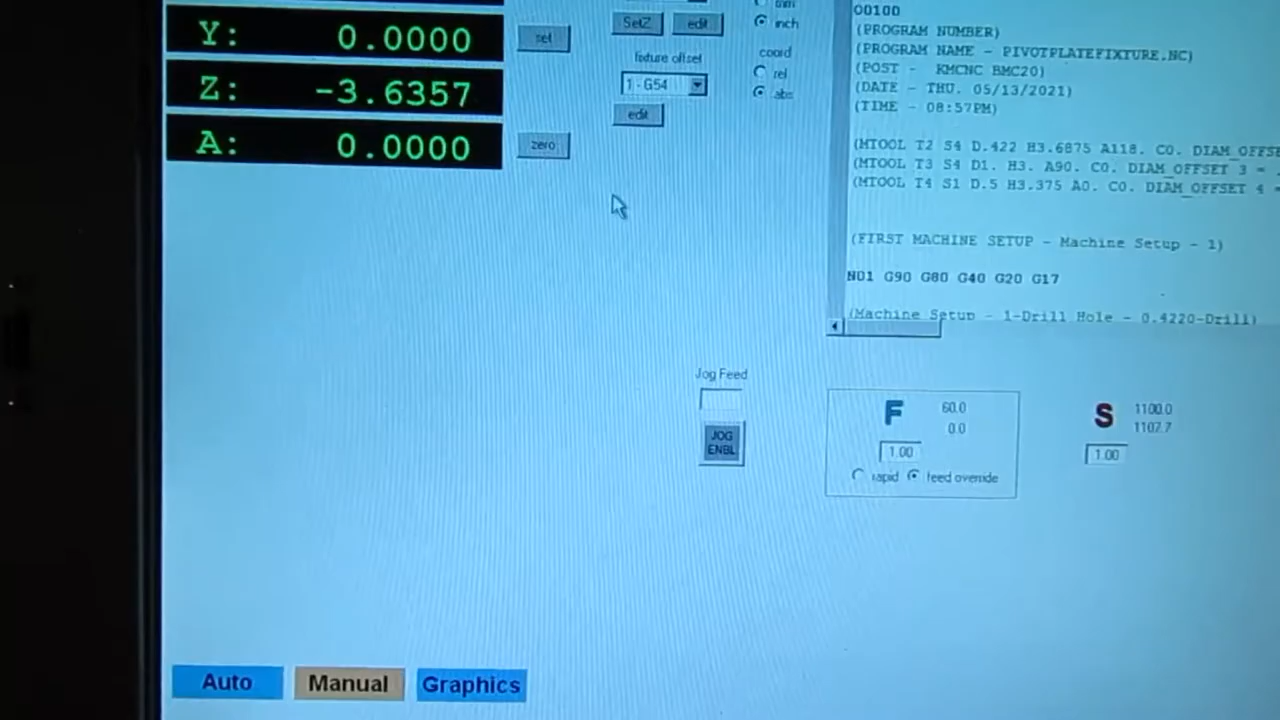 Y: 0.0000 set
SetZ edit
inch
fixture offset
coord
Z: -3.6357
1 - G54
rel
abs
edit
A: 0.0000 zero
O0100
(PROGRAM NUMBER)
(PROGRAM NAME - PIVOTPLATEFIXTURE.NC)
(POST - KMCNC BMC20)
(DATE - THU. 05/13/2021)
(TIME - 08:57PM)
(MTOOL T2 S4 D.422 H3.6875 A118. C0. DIAM_OFFSE
(MTOOL T3 S4 D1. H3. A90. C0. DIAM_OFFSET 3 = .
(MTOOL T4 S1 D.5 H3.375 A0. C0. DIAM_OFFSET 4 =
(FIRST MACHINE SETUP - Machine Setup - 1)
N01 G90 G80 G40 G20 G17
(Machine Setup - 1-Drill Hole - 0.4220-Drill)
Jog Feed
JOG
ENBL
F 60.0
0.0
1.00
rapid feed override
S 1100.0
1107.7
1.00
Auto Manual Graphics